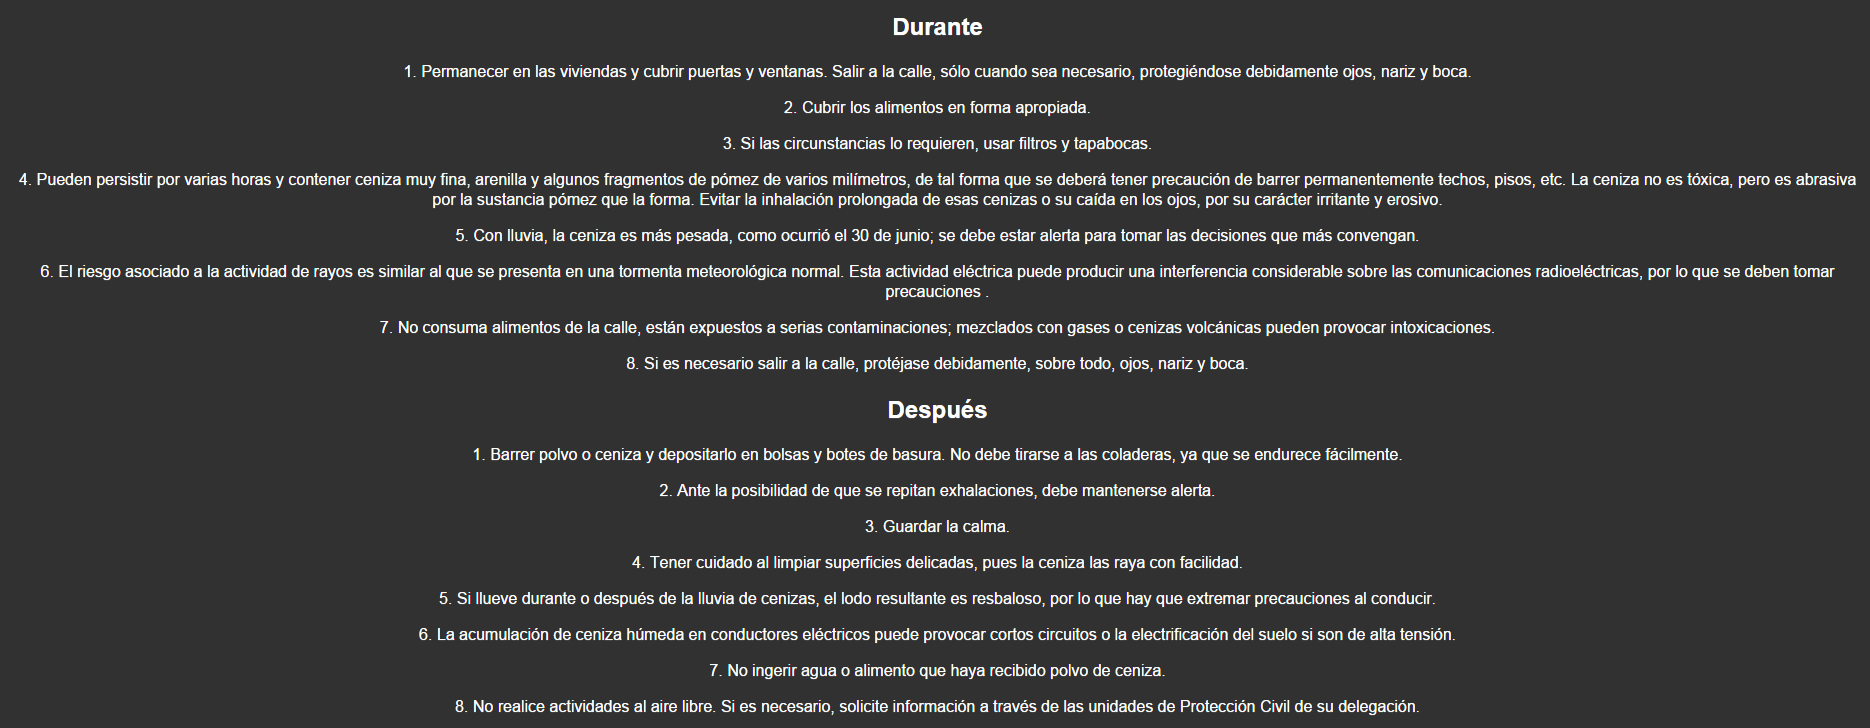 Durante
1. Permanecer en las viviendas y cubrir puertas y ventanas. Salir a la calle, sólo cuando sea necesario, protegiéndose debidamente ojos, nariz y boca.
2. Cubrir los alimentos en forma apropiada.
3. Si las circunstancias lo requieren, usar filtros y tapabocas.
4. Pueden persistir por varias horas y contener ceniza muy fina, arenilla y algunos fragmentos de pómez de varios milímetros, de tal forma que se deberá tener precaución de barrer permanentemente techos, pisos, etc. La ceniza no es tóxica, pero es abrasiva
por la sustancia pómez que la forma. Evitar la inhalación prolongada de esas cenizas o su caída en los ojos, por su carácter irritante y erosivo.
5. Con lluvia, la ceniza es más pesada, como ocurrió el 30 de junio; se debe estar alerta para tomar las decisiones que más convengan.
6. El riesgo asociado a la actividad de rayos es similar al que se presenta en una tormenta meteorológica normal. Esta actividad eléctrica puede producir una interferencia considerable sobre las comunicaciones radioeléctricas, por lo que se deben tomar
precauciones .
7. No consuma alimentos de la calle, están expuestos a serias contaminaciones; mezclados con gases o cenizas volcánicas pueden provocar intoxicaciones.
8. Si es necesario salir a la calle, protéjase debidamente, sobre todo, ojos, nariz y boca.
Después
1. Barrer polvo o ceniza y depositarlo en bolsas y botes de basura. No debe tirarse a las coladeras, ya que se endurece fácilmente.
2. Ante la posibilidad de que se repitan exhalaciones, debe mantenerse alerta.
3. Guardar la calma.
4. Tener cuidado al limpiar superficies delicadas, pues la ceniza las raya con facilidad.
5. Si llueve durante o después de la lluvia de cenizas, el lodo resultante es resbaloso, por lo que hay que extremar precauciones al conducir.
6. La acumulación de ceniza húmeda en conductores eléctricos puede provocar cortos circuitos o la electrificación del suelo si son de alta tensión.
7. No ingerir agua o alimento que haya recibido polvo de ceniza.
8. No realice actividades al aire libre. Si es necesario, solicite información a través de las unidades de Protección Civil de su delegación.